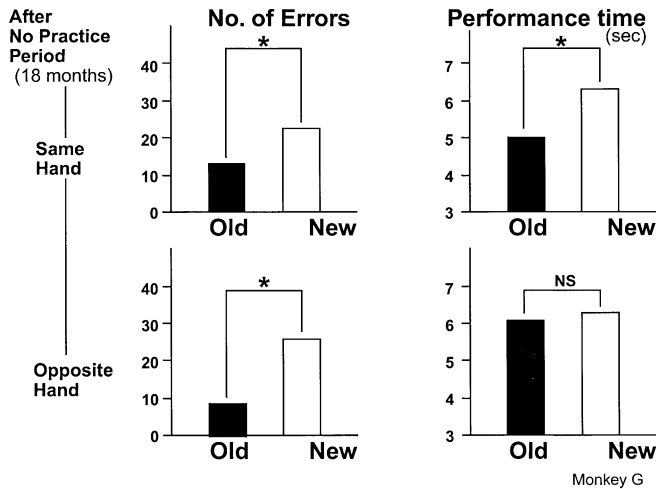 After
No Practice
Period
(18 months)
Same
Hand
Opposite
Hand
No. of Errors
*
40
30
20
10
0
Old New
Performance time
(sec)
*
7
6
5
4
3
Old New
*
40
30
20
10
0
Old New
NS
7
6
5
4
3
Old New
Monkey G